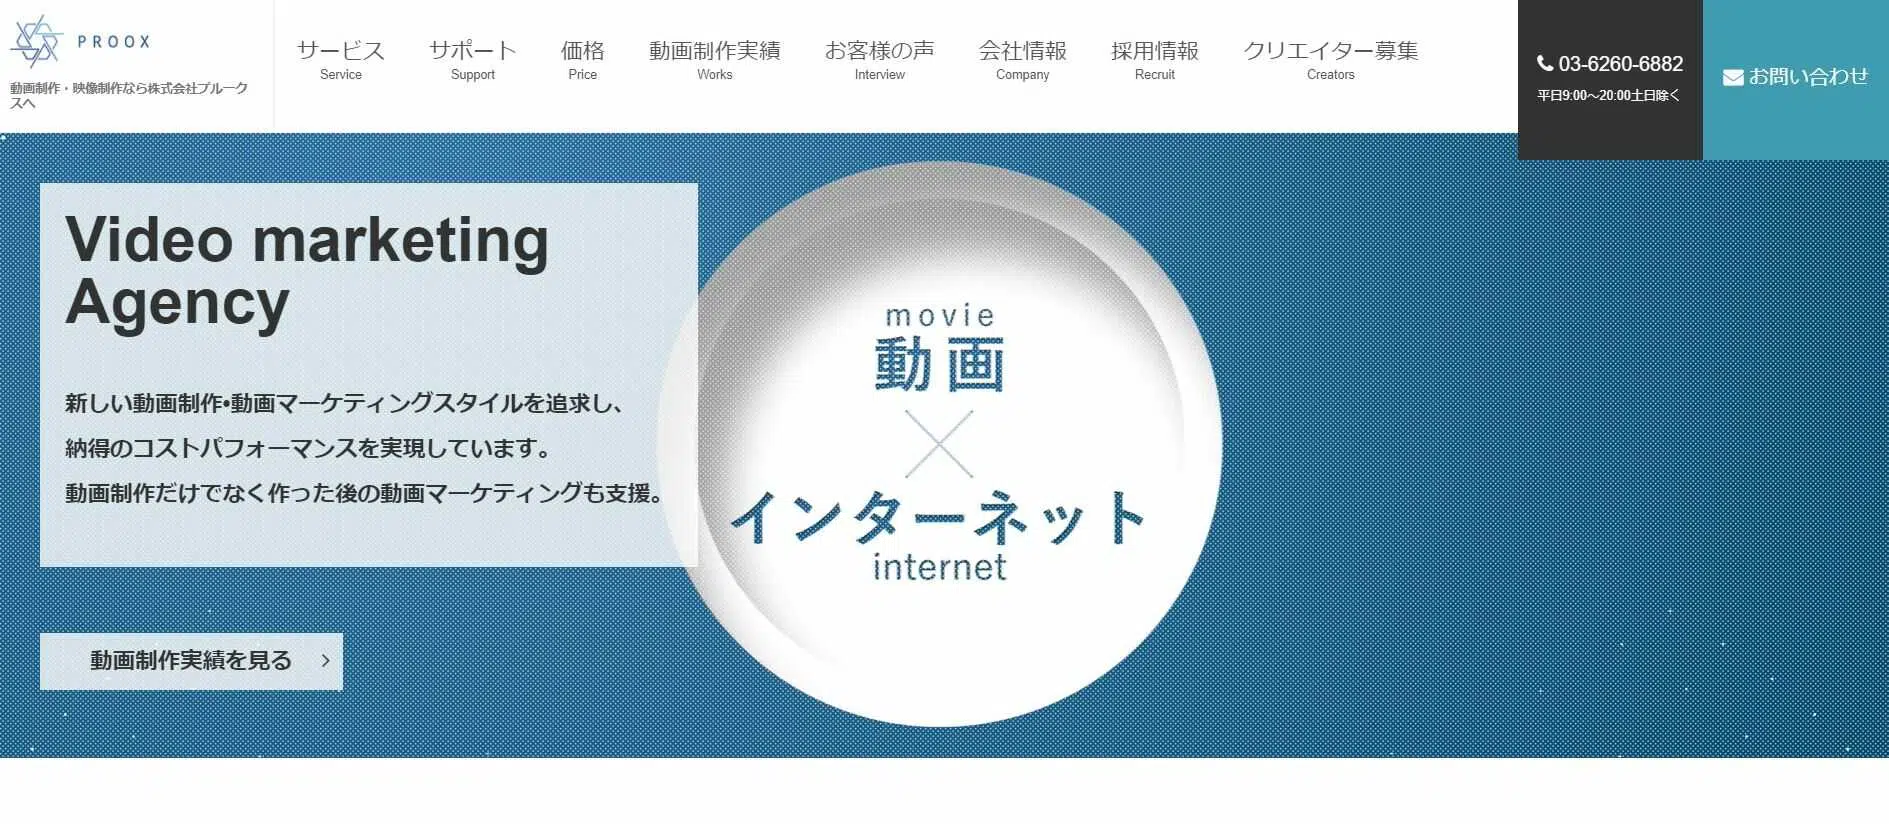 PROOX
動画制作・映像制作なら株式会社プルーク
スへ
サービス
Service
サポート
Support
価格
Price
動画制作実績
Works
お客様の声
Interview
会社情報
Company
採用情報
Recruit
クリエイター募集
Creators
03-6260-6882
平日9:00～20:00土日除く
お問い合わせ
Video marketing
Agency
新しい動画制作•動画マーケティングスタイルを追求し、
納得のコストパフォーマンスを実現しています。
動画制作だけでなく作った後の動画マーケティングも支援。
動画制作実績を見る
movie
動画
×
インターネット
internet